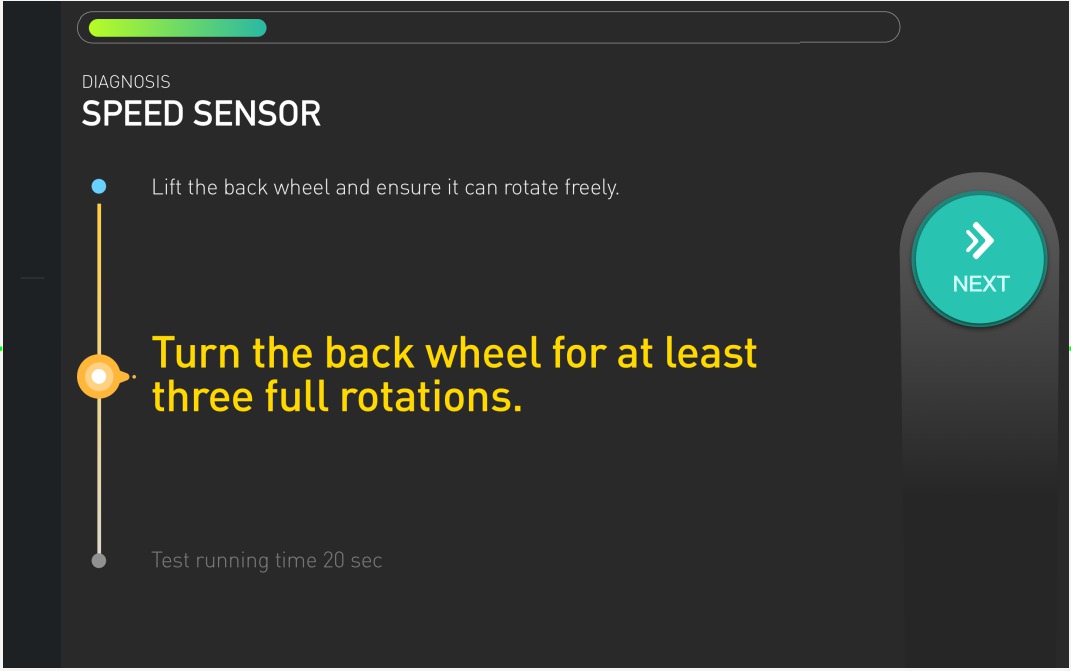 DIAGNOSIS
SPEED SENSOR
Lift the back wheel and ensure it can rotate freely.
NEXT
Turn the back wheel for at least
three full rotations.
Test running time 20 sec